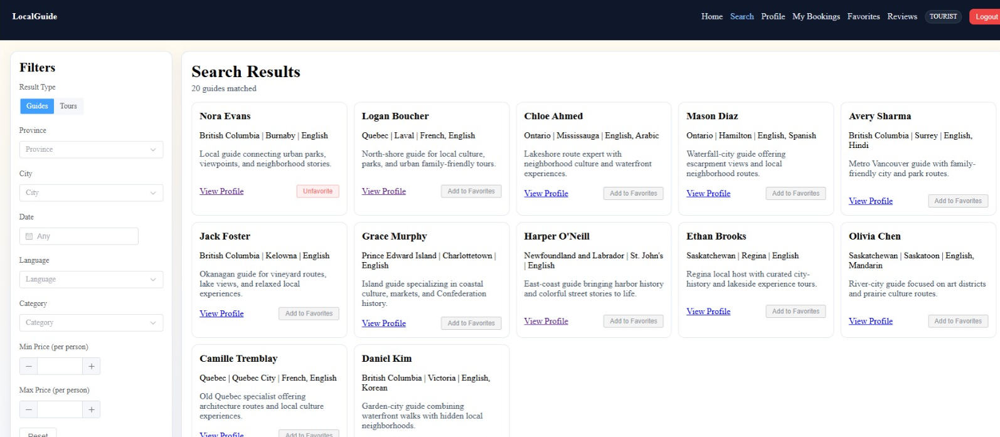 LocalGuide
Home Search Profile My Bookings Favorites Reviews TOURIST Logout
Filters
Result Type
Guides Tours
Province
Province
City
City
Date
Any
Language
Language
Category
Category
Min Price (per person)
Max Price (per person)
Reset
Search Results
20 guides matched
Nora Evans
British Columbia | Burnaby | English
Local guide connecting urban parks,
viewpoints, and neighborhood stories.
View Profile Unfavorite
Logan Boucher
Quebec | Laval | French, English
North-shore guide for local culture,
parks, and urban family-friendly tours.
View Profile Add to Favorites
Chloe Ahmed
Ontario | Mississauga | English, Arabic
Lakeshore route expert with
neighborhood culture and waterfront
experiences.
View Profile Add to Favorites
Mason Diaz
Ontario | Hamilton | English, Spanish
Waterfall-city guide offering
escarpment views and local
neighborhood routes.
View Profile Add to Favorites
Avery Sharma
British Columbia | Surrey | English,
Hindi
Metro Vancouver guide with family-
friendly city and park routes.
View Profile Add to Favorites
Jack Foster
British Columbia | Kelowna | English
Okanagan guide for vineyard routes,
lake views, and relaxed local
experiences.
View Profile Add to Favorites
Grace Murphy
Prince Edward Island | Charlottetown |
English
Island guide specializing in coastal
culture, markets, and Confederation
history.
View Profile Add to Favorites
Harper O'Neill
Newfoundland and Labrador | St. John's
| English
East-coast guide bringing harbor history
and colorful street stories to life.
View Profile Add to Favorites
Ethan Brooks
Saskatchewan | Regina | English
Regina local host with curated city-
history and lakeside experience tours.
View Profile Add to Favorites
Olivia Chen
Saskatchewan | Saskatoon | English,
Mandarin
River-city guide focused on art districts
and prairie culture routes.
View Profile Add to Favorites
Camille Tremblay
Quebec | Quebec City | French, English
Old Quebec specialist offering
architecture routes and local culture
experiences.
View Profile Add to Favorites
Daniel Kim
British Columbia | Victoria | English,
Korean
Garden-city guide combining
waterfront walks with hidden local
neighborhoods.